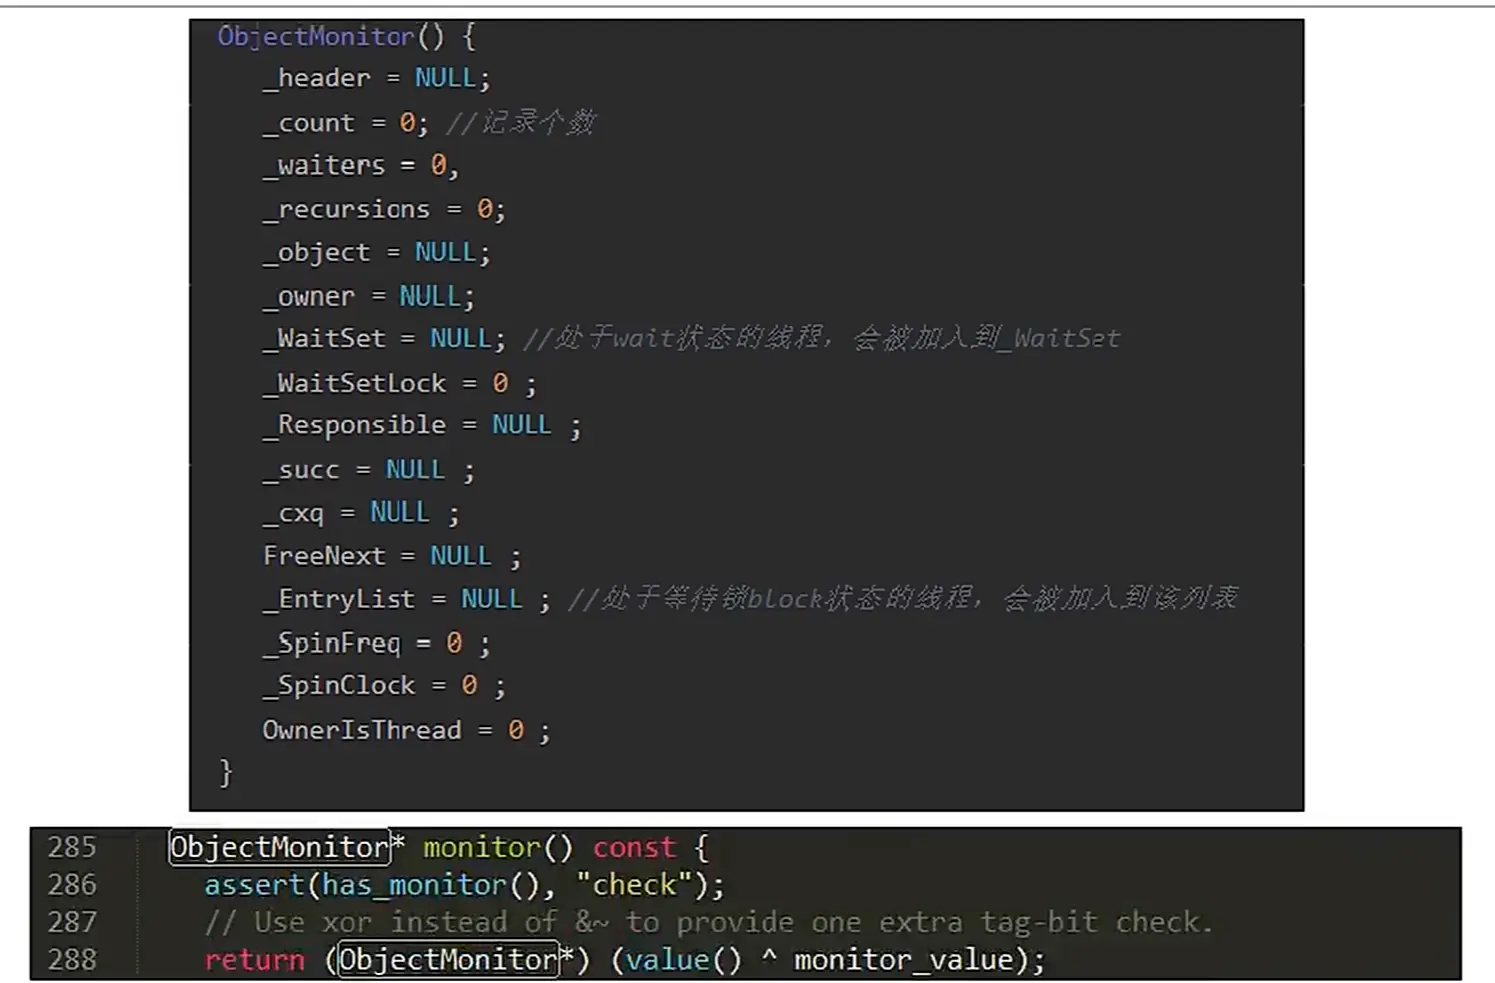 ObjectMonitor() {
_header = NULL;
_count = 0; //记录个数
_waiters = 0,
_recursions = 0;
_object = NULL;
_owner = NULL;
_WaitSet = NULL; //处于wait状态的线程，会被加入到_WaitSet
_WaitSetLock = 0 ;
_Responsible = NULL ;
_succ = NULL ;
_cxq = NULL ;
FreeNext = NULL ;
_EntryList = NULL ; //处于等待锁block状态的线程，会被加入到该列表
_SpinFreq = 0 ;
_SpinClock = 0 ;
OwnerIsThread = 0 ;
}
285 ObjectMonitor* monitor() const {
286 assert(has_monitor(), "check");
287 // Use xor instead of &~ to provide one extra tag-bit check.
288 return (ObjectMonitor*) (value() ^ monitor_value);